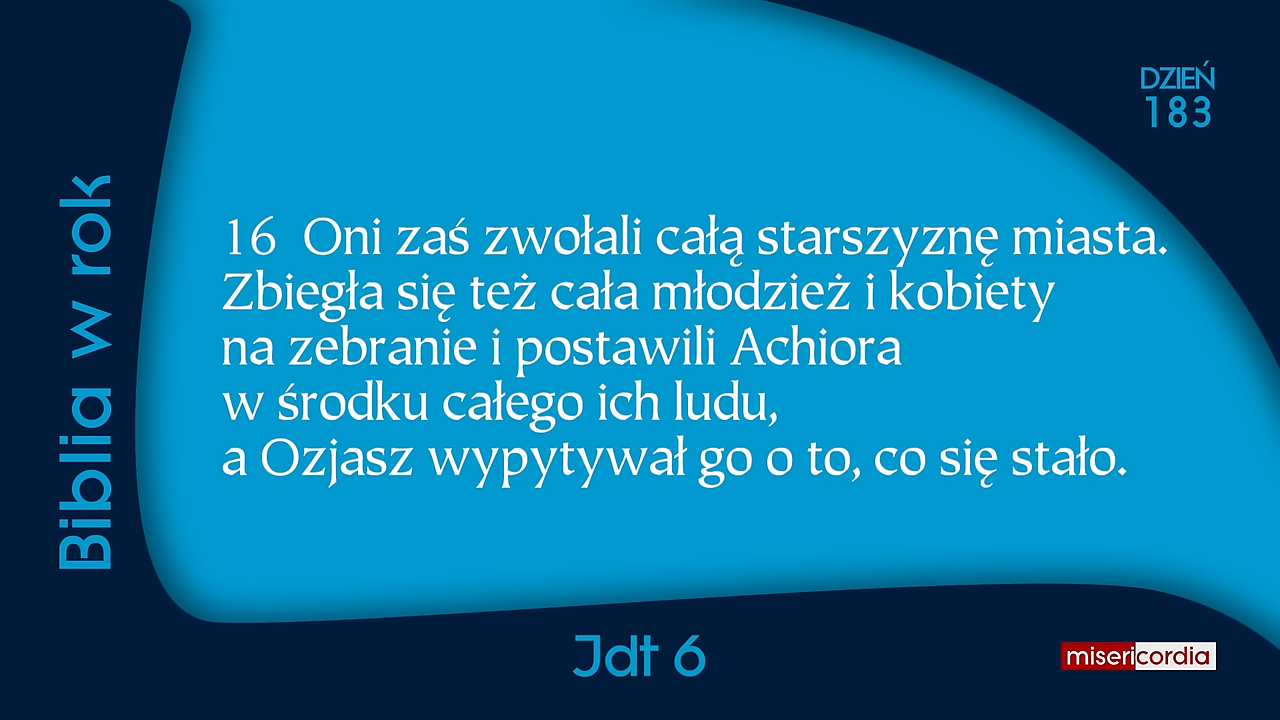 DZIEŃ
183
Biblia w rok
16 Oni zaś zwołali całą starszyznę miasta.
Zbiegła się też cała młodzież i kobiety
na zebranie i postawili Achiora
w środku całego ich ludu,
a Ozjasz wypytywał go o to, co się stało.
Jdt 6
misericordia